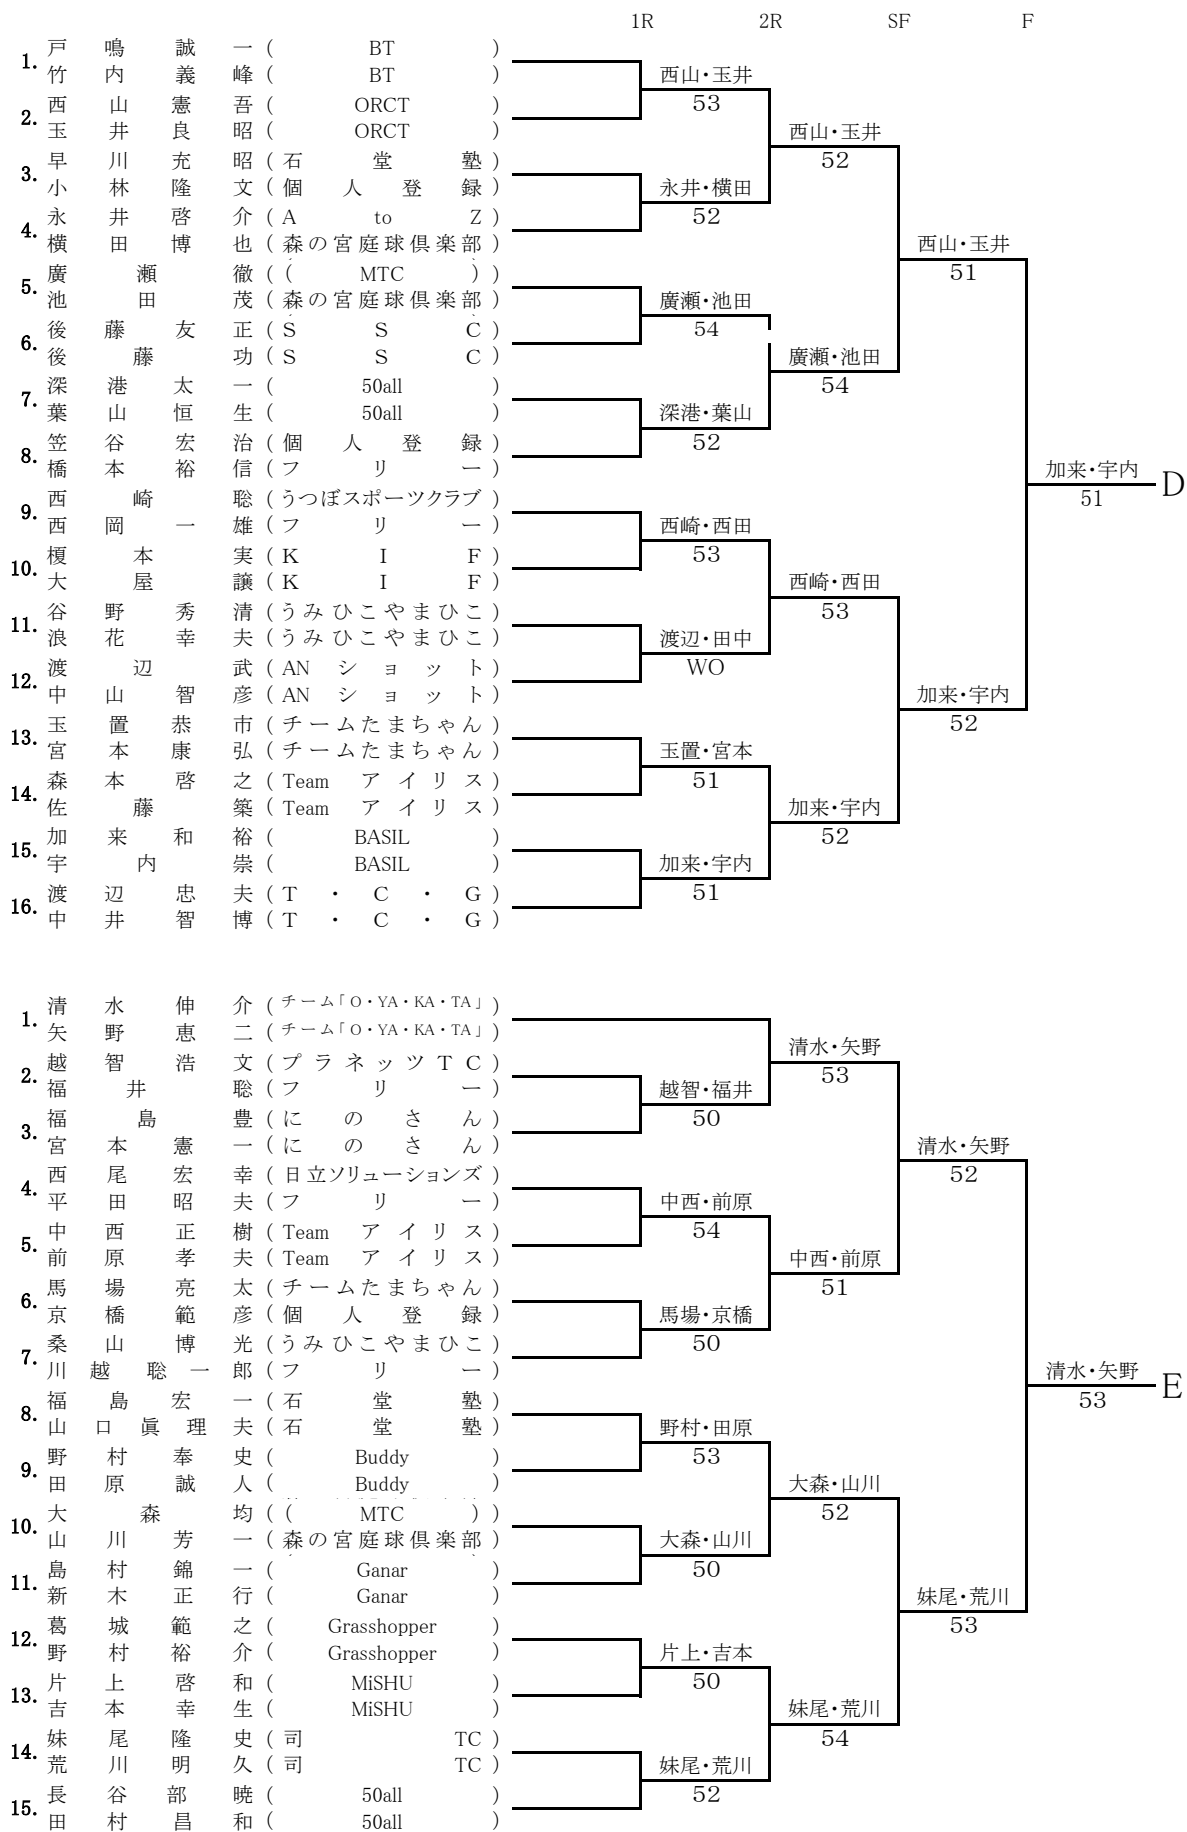 1R 2R SF F
1. 戸鳴誠一(BT)
竹内義峰(BT)
西山・玉井
53
2. 西山憲吾(ORCT)
玉井良昭(ORCT)
西山・玉井
52
3. 早川充昭(石堂塾)
小林隆文(個人登録)
永井・横田
52
4. 永井啓介(A to Z)
横田博也(森の宮庭球倶楽部)
西山・玉井
51
5. 廣瀬徹((MTC))
池田茂(森の宮庭球倶楽部)
廣瀬・池田
54
6. 後藤友正(SSC)
後藤功(SSC)
廣瀬・池田
54
7. 深港太一(50all)
葉山恒生(50all)
深港・葉山
52
8. 笠谷宏治(個人登録)
橋本裕信(フリー)
加来・宇内
51
D
9. 西崎聡(うつぼスポーツクラブ)
西岡一雄(フリー)
西崎・西田
53
10. 榎本実(KIF)
大屋譲(KIF)
西崎・西田
53
11. 谷野秀清(うみひこやまひこ)
浪花幸夫(うみひこやまひこ)
渡辺・田中
WO
12. 渡辺武(ANショット)
中山智彦(ANショット)
加来・宇内
52
13. 玉置恭市(チームたまちゃん)
宮本康弘(チームたまちゃん)
玉置・宮本
51
14. 森本啓之(Team アイリス)
佐藤築(Team アイリス)
加来・宇内
52
15. 加来和裕(BASIL)
宇内崇(BASIL)
加来・宇内
51
16. 渡辺忠夫(T・C・G)
中井智博(T・C・G)
1. 清水伸介(チーム「O・YA・KA・TA」)
矢野恵二(チーム「O・YA・KA・TA」)
清水・矢野
53
2. 越智浩文(プラネッツTC)
福井聡(フリー)
越智・福井
50
3. 福島豊(にのさん)
宮本憲一(にのさん)
清水・矢野
52
4. 西尾宏幸(日立ソリューションズ)
平田昭夫(フリー)
中西・前原
54
5. 中西正樹(Team アイリス)
前原孝夫(Team アイリス)
中西・前原
51
6. 馬場亮太(チームたまちゃん)
京橋範彦(個人登録)
馬場・京橋
50
7. 桑山博光(うみひこやまひこ)
川越聡一郎(フリー)
清水・矢野
53
E
8. 福島宏一(石堂塾)
山口眞理夫(石堂塾)
野村・田原
53
9. 野村奉史(Buddy)
田原誠人(Buddy)
大森・山川
52
10. 大森均((MTC))
山川芳一(森の宮庭球倶楽部)
大森・山川
50
11. 島村錦一(Ganar)
新木正行(Ganar)
妹尾・荒川
53
12. 葛城範之(Grasshopper)
野村裕介(Grasshopper)
片上・吉本
50
13. 片上啓和(MiSHU)
吉本幸生(MiSHU)
妹尾・荒川
54
14. 妹尾隆史(司TC)
荒川明久(司TC)
妹尾・荒川
52
15. 長谷部暁(50all)
田村昌和(50all)